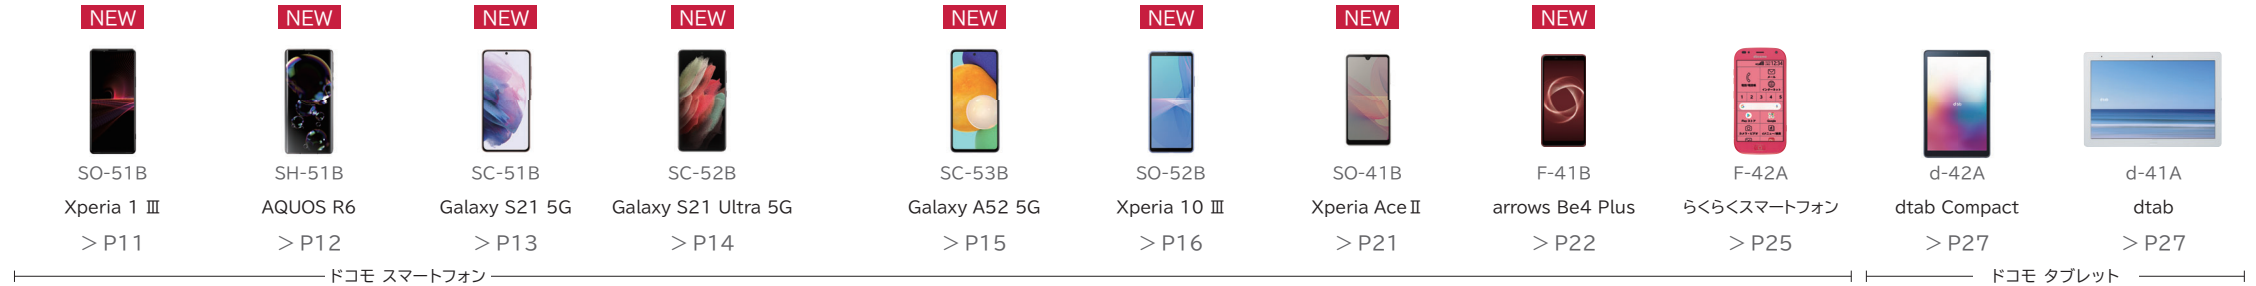 NEW NEW NEW NEW NEW NEW NEW NEW
SO-51B SH-51B SC-51B SC-52B SC-53B SO-52B SO-41B F-41B F-42A d-42A d-41A
Xperia 1 Ⅲ AQUOS R6 Galaxy S21 5G Galaxy S21 Ultra 5G Galaxy A52 5G Xperia 10 Ⅲ Xperia Ace Ⅱ arrows Be4 Plus らくらくスマートフォン dtab Compact dtab
＞P11 ＞P12 ＞P13 ＞P14 ＞P15 ＞P16 ＞P21 ＞P22 ＞P25 ＞P27 ＞P27
ドコモ スマートフォン ドコモ タブレット